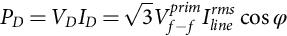 $P_D = V_D I_D = \sqrt{3} V_{f-f}^{prim} I_{line}^{rms} \cos \varphi$